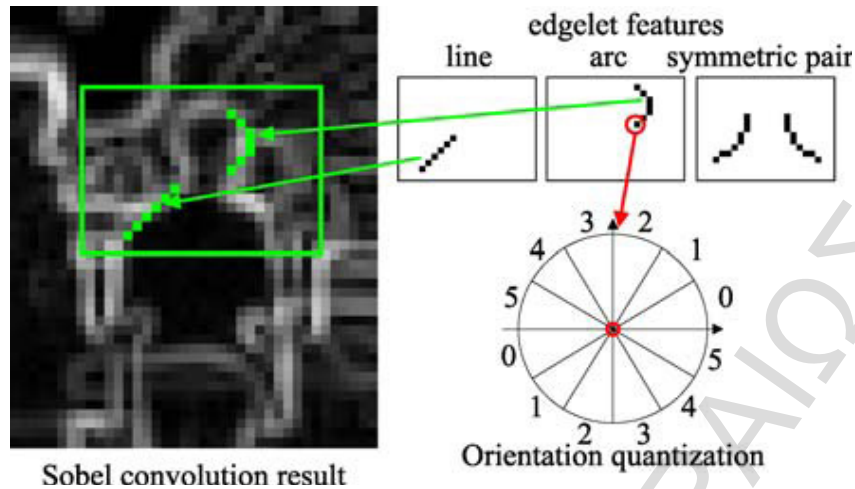 edgelet features
line arc symmetric pair
3 2
4 1
5 0
0 5
1 4
2 3
Sobel convolution result
Orientation quantization
ΡΑΙΩΣ